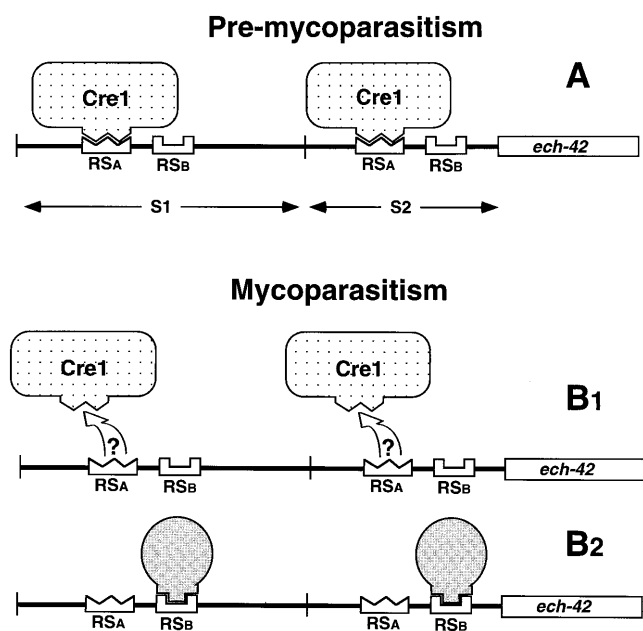 Pre-mycoparasitism
A
Cre1 Cre1
RSA RSB RSA RSB ech-42
S1 S2
Mycoparasitism
B1
Cre1 Cre1
? ?
RSA RSB RSA RSB ech-42
B2
RSA RSB RSA RSB ech-42